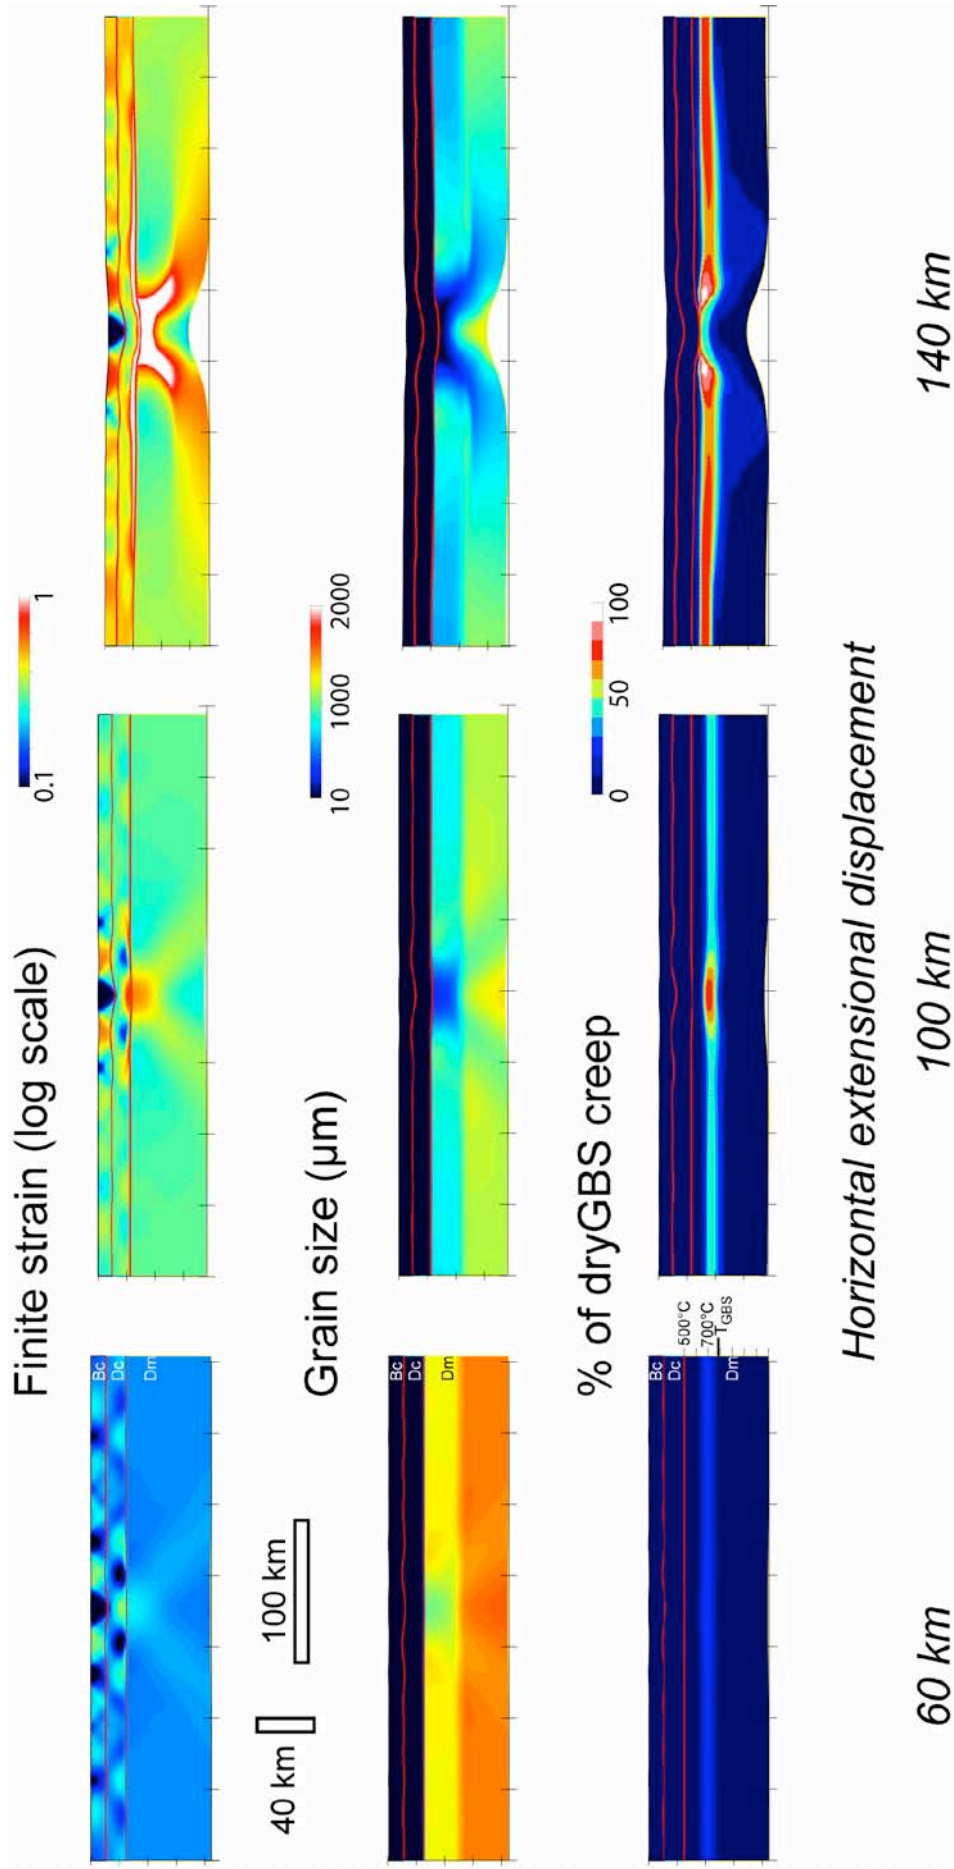 Finite strain (log scale)
0.1
1
Bc
Dc
Dm
40 km
100 km
Grain size (µm)
10
1000
2000
Bc
Dc
Dm
% of dryGBS creep
0
50
100
Bc
Dc
500°C
700°C
TGBS
Dm
Horizontal extensional displacement
60 km
100 km
140 km